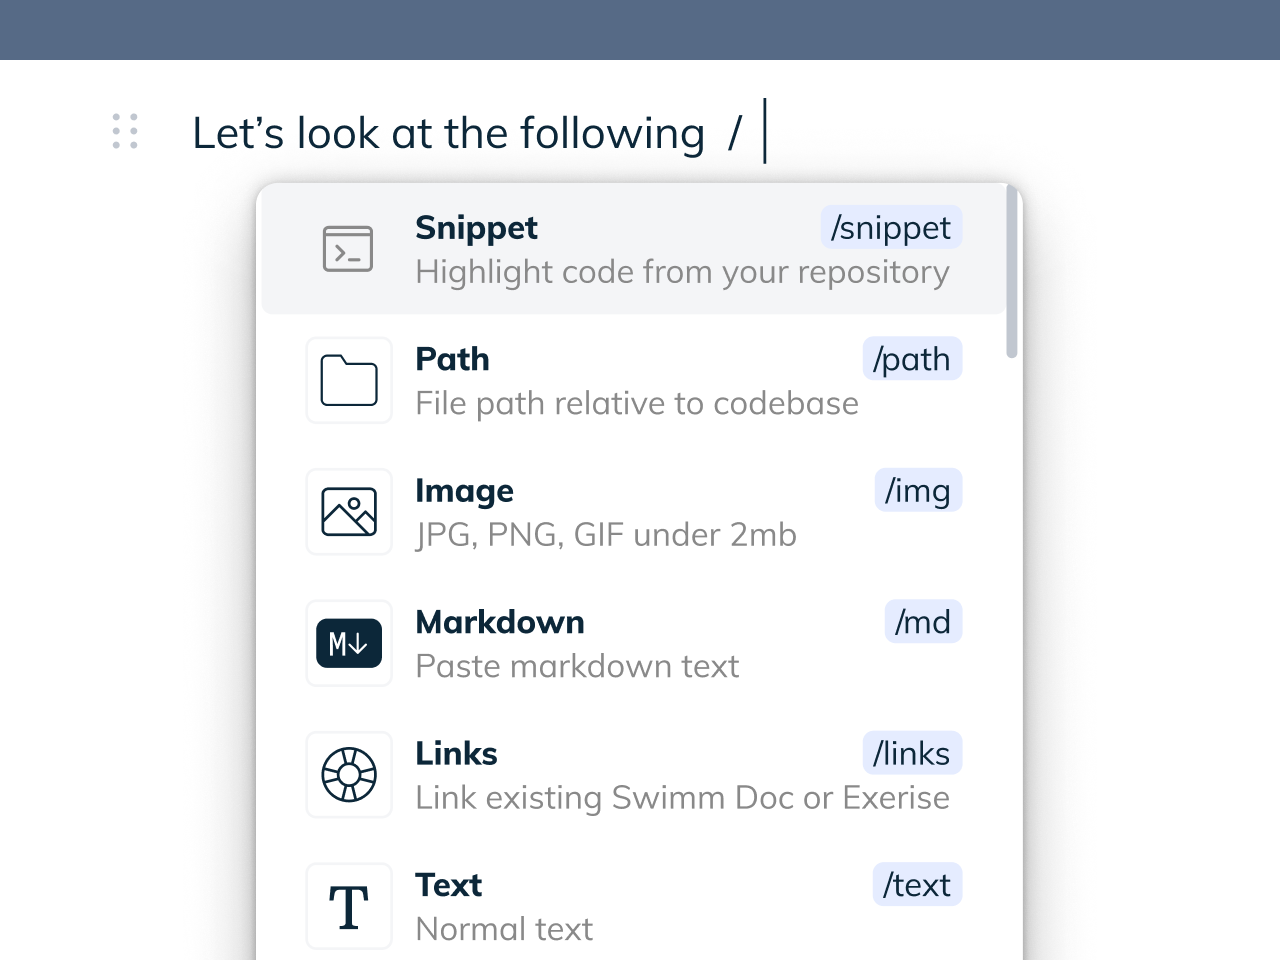 Let’s look at the following /
Snippet /snippet
Highlight code from your repository
Path /path
File path relative to codebase
Image /img
JPG, PNG, GIF under 2mb
Markdown /md
M↓ Paste markdown text
Links /links
Link existing Swimm Doc or Exerise
Text /text
T Normal text